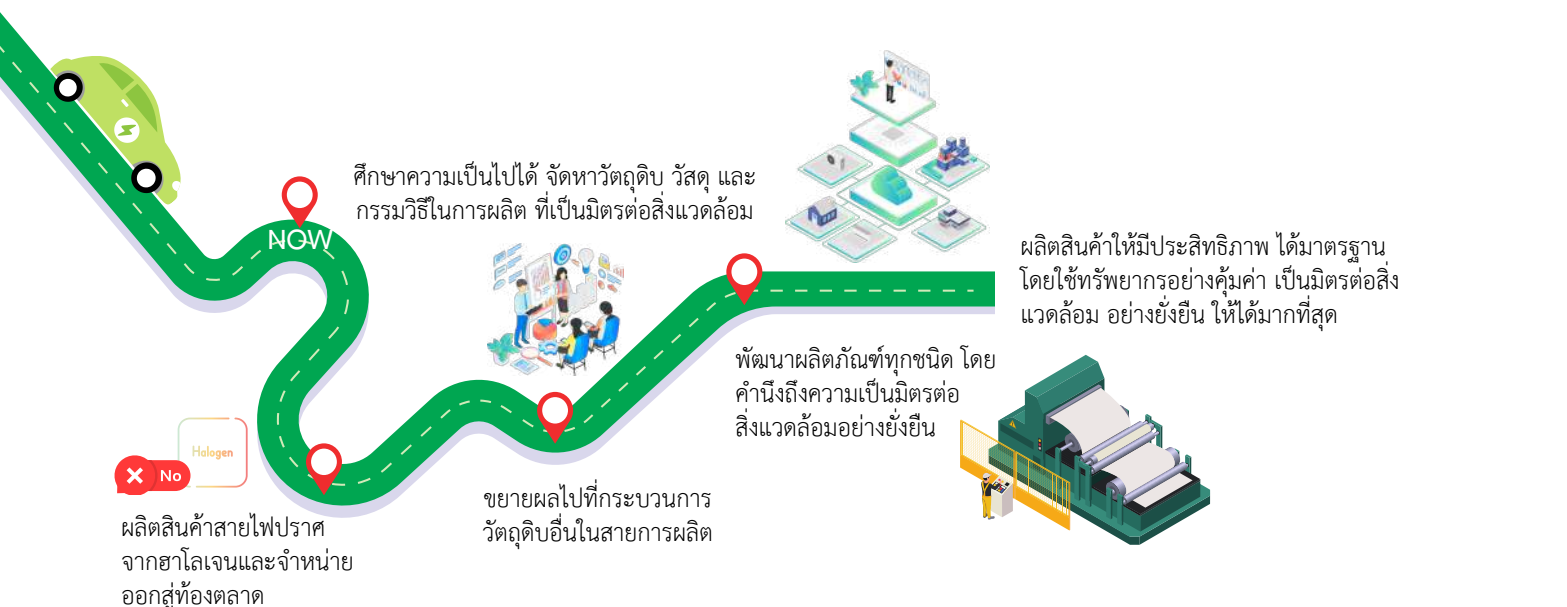 ศึกษาความเป็นไปได้ จัดหาวัตถุดิบ วัสดุ และ
กรรมวิธีในการผลิต ที่เป็นมิตรต่อสิ่งแวดล้อม
NOW
ผลิตสินค้าให้มีประสิทธิภาพ ได้มาตรฐาน
โดยใช้ทรัพยากรอย่างคุ้มค่า เป็นมิตรต่อสิ่ง
แวดล้อม อย่างยั่งยืน ให้ได้มากที่สุด
พัฒนาผลิตภัณฑ์ทุกชนิด โดย
คำนึงถึงความเป็นมิตรต่อ
สิ่งแวดล้อมอย่างยั่งยืน
Halogen
No
ขยายผลไปที่กระบวนการ
วัตถุดิบอื่นในสายการผลิต
ผลิตสินค้าสายไฟปราศ
จากฮาโลเจนและจำหน่าย
ออกสู่ท้องตลาด